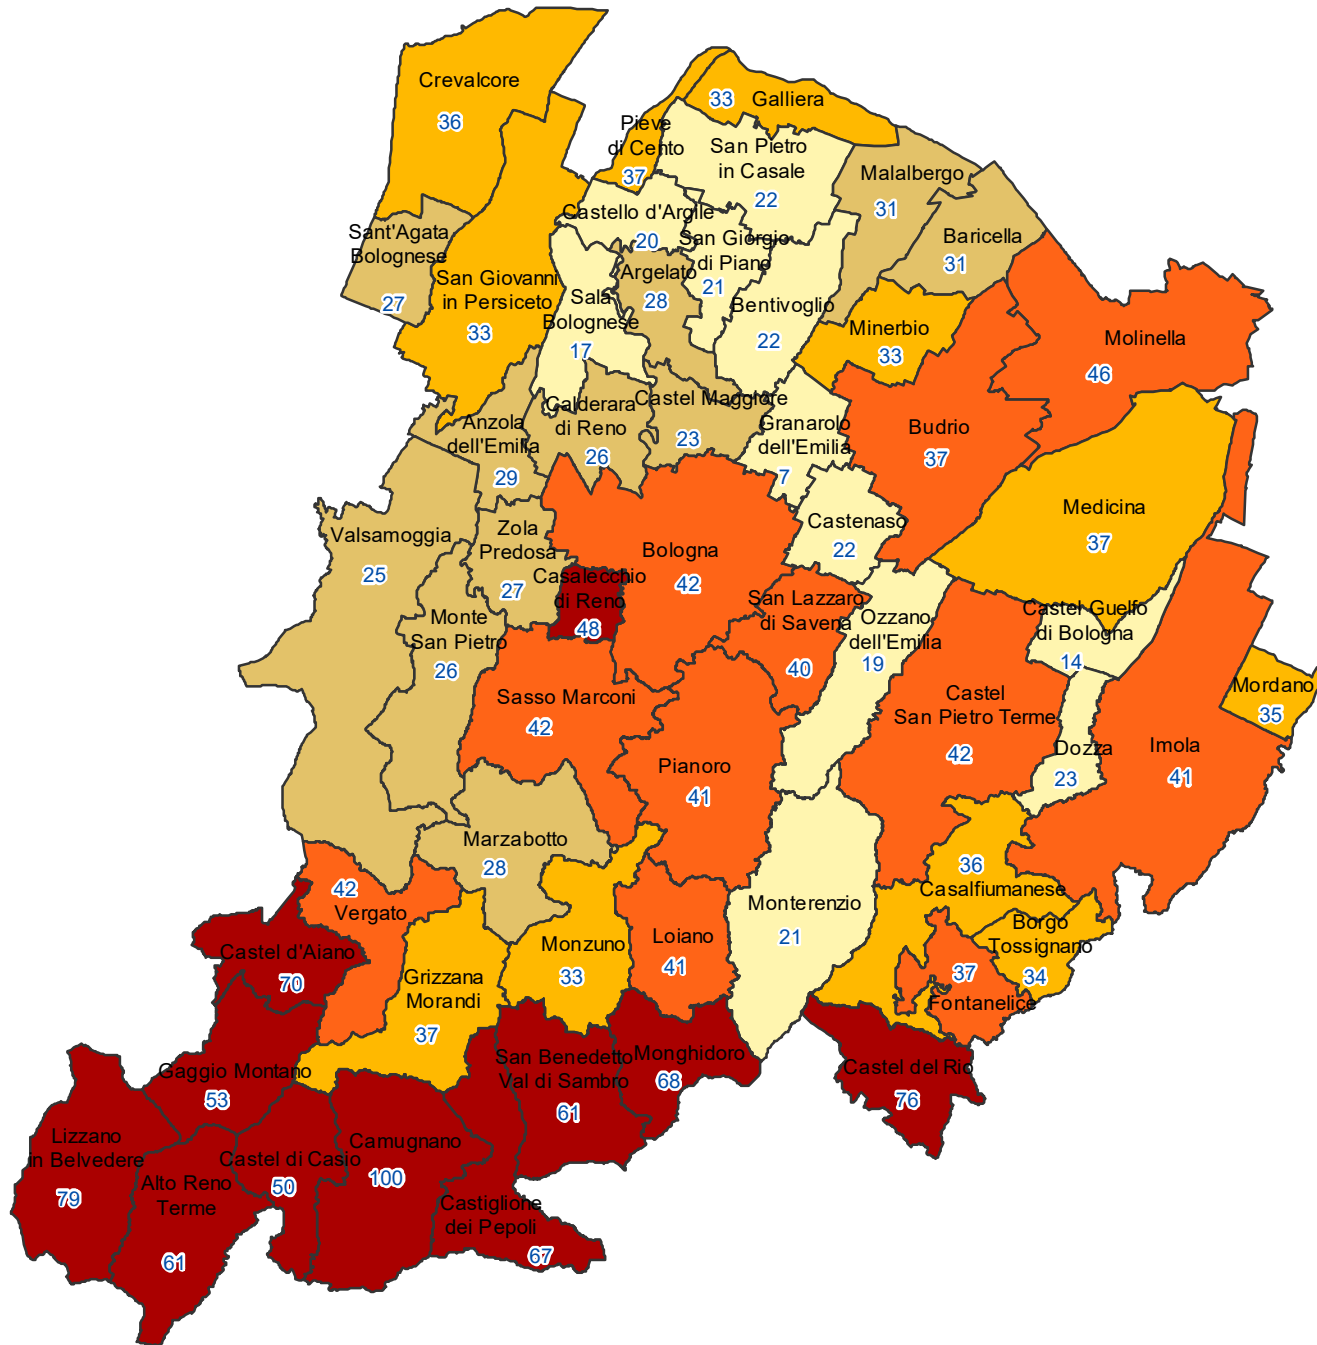 Crevalcore
36
33
Galliera
Pieve
di Cento
37
San Pietro
in Casale
22
Malalbergo
31
Castello d'Argile
20
Sant'Agata
Bolognese
27
San Giorgio
di Piano
21
Baricella
31
San Giovanni
in Persiceto
33
Argelato
28
Sala
Bolognese
17
Bentivoglio
22
Minerbio
33
Molinella
46
Calderara
di Reno
26
Castel Maggiore
23
Anzola
dell'Emilia
29
Granarolo
dell'Emilia
7
Budrio
37
Medicina
37
Valsamoggia
25
Zola
Predosa
27
Bologna
42
Castenaso
22
Casalecchio
di Reno
48
San Lazzaro
di Savena
40
Ozzano
dell'Emilia
19
Castel Guelfo
di Bologna
14
Monte
San Pietro
26
Sasso Marconi
42
Castel
San Pietro Terme
42
Mordano
35
Dozza
23
Imola
41
Pianoro
41
Marzabotto
28
36
Casalfiumanese
42
Vergato
Monterenzio
21
Borgo
Tossignano
34
Castel d'Aiano
70
Monzuno
33
Loiano
41
37
Fontanelice
Grizzana
Morandi
37
San Benedetto
Val di Sambro
61
Monghidoro
68
Castel del Rio
76
Gaggio Montano
53
Lizzano
in Belvedere
79
Camugnano
100
Castel di Casio
50
Alto Reno
Terme
61
Castiglione
dei Pepoli
67